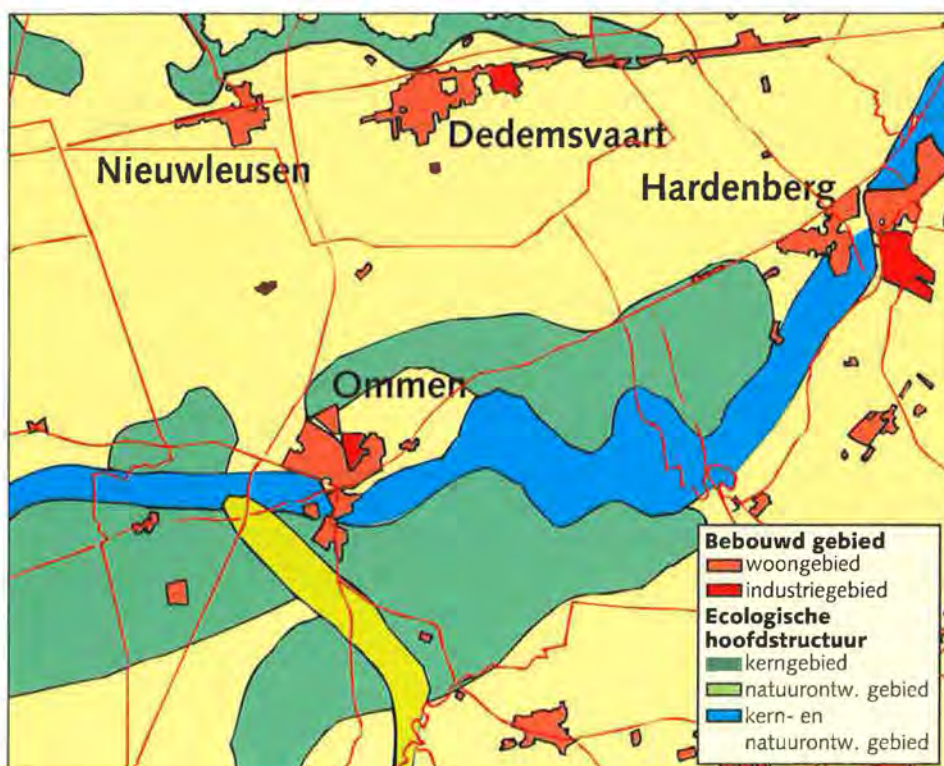 Dedemsvaart
Nieuwleusen
Hardenberg
Ommen
Bebouwd gebied
woongebied
industriegebied
Ecologische
hoofdstructuur
kerngebied
natuurontw. gebied
kern- en
natuurontw. gebied